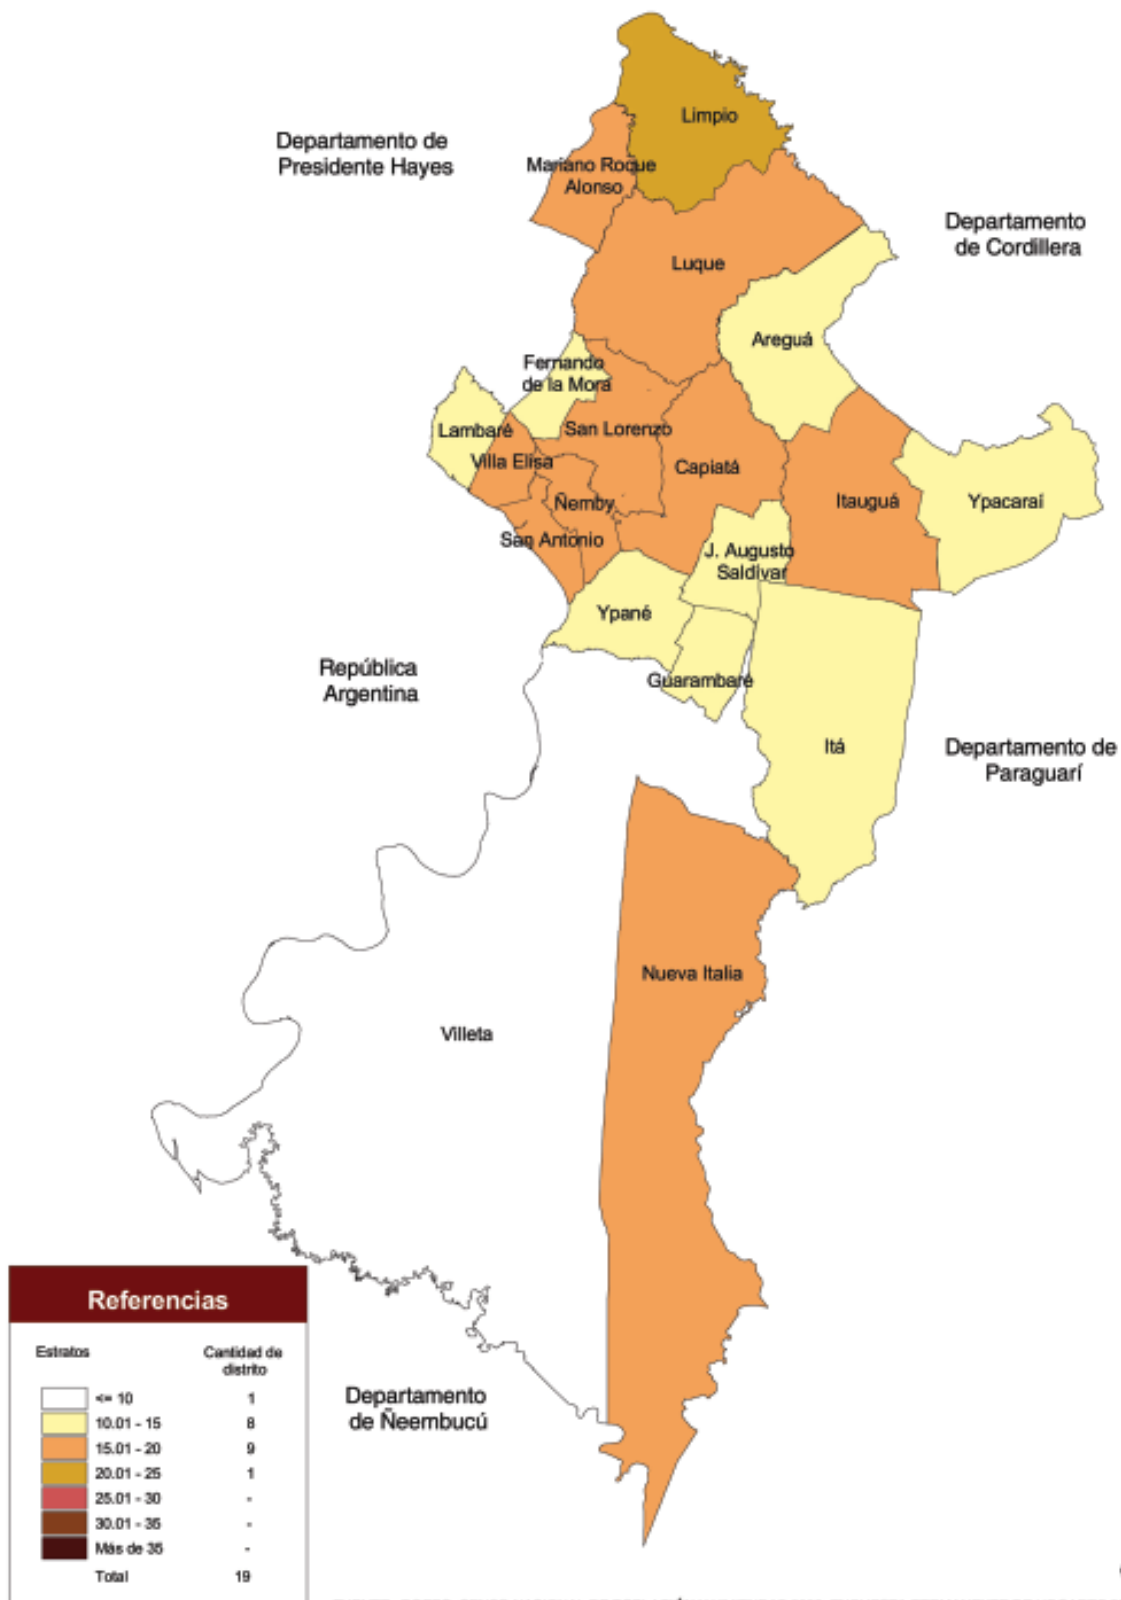 Limpio
Departamento de
Presidente Hayes
Mariano Roque
Alonso
Departamento
de Cordillera
Luque
Areguá
Fernando
de la Mora
Lambaré
San Lorenzo
Villa Elisa
Capiatá
Ñemby
Itauguá
Ypacaraí
San Antonio
J. Augusto
Saldívar
Ypané
República
Argentina
Guarambaré
Itá
Departamento de
Paraguarí
Nueva Italia
Villeta
Departamento
de Ñeembucú
Referencias
Estratos Cantidad de
distrito
<= 10 1
10.01 - 15 8
15.01 - 20 9
20.01 - 25 1
25.01 - 30 -
30.01 - 35 -
Más de 35 -
Total 19